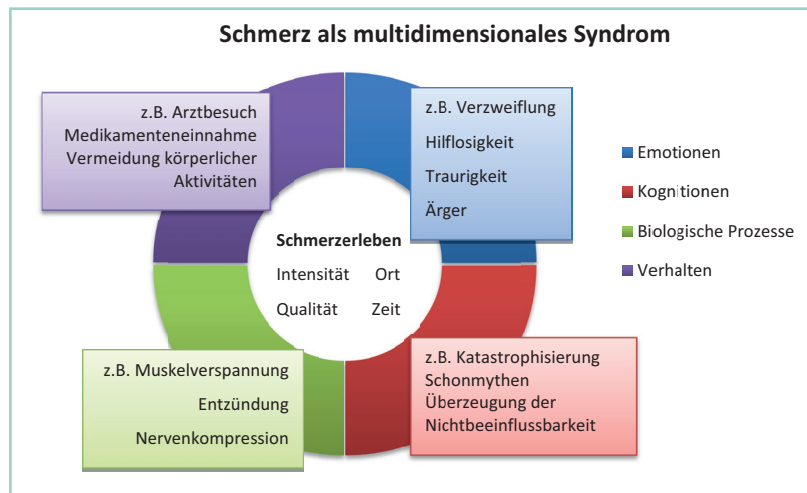 Schmerz als multidimensionales Syndrom
z.B. Arztbesuch
Medikamenteneinnahme
Vermeidung körperlicher
Aktivitäten
z.B. Verzweiflung
Hilflosigkeit
Traurigkeit
Ärger
Emotionen
Kognitionen
Biologische Prozesse
Verhalten
Schmerzerleben
Intensität Ort
Qualität Zeit
z.B. Muskelverspannung
Entzündung
Nervenkompression
z.B. Katastrophisierung
Schonmythen
Überzeugung der
Nichtbeeinflussbarkeit